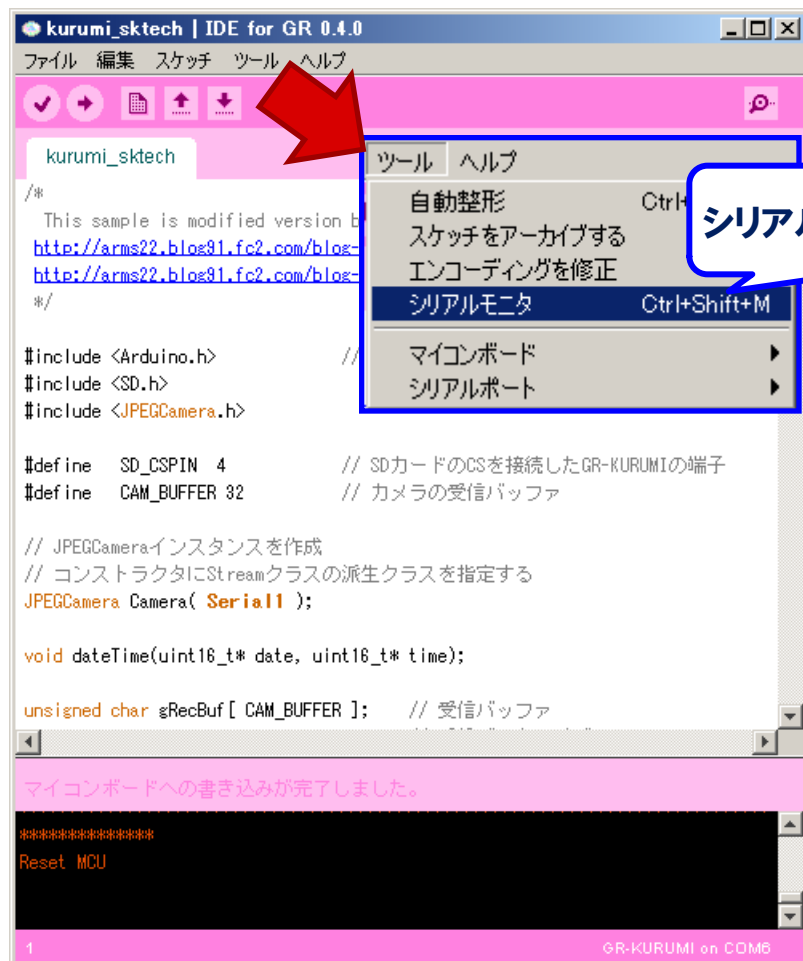 kurumi_sktech | IDE for GR 0.4.0
ファイル 編集 スケッチ ツール ヘルプ
kurumi_sktech
ツール ヘルプ
自動整形 Ctrl+
スケッチをアーカイブする
エンコーディングを修正
シリアルモニタ Ctrl+Shift+M
マイコンボード
シリアルポート
シリアル
/*
This sample is modified version b
http://arms22.blog91.fc2.com/blog-
http://arms22.blog91.fc2.com/blog-
*/
#include <Arduino.h> //
#include <SD.h>
#include <JPEGCamera.h>
#define SD_CSPIN 4 // SDカードのCSを接続したGR-KURUMIの端子
#define CAM_BUFFER 32 // カメラの受信バッファ
// JPEGCameraインスタンスを作成
// コンストラクタにStreamクラスの派生クラスを指定する
JPEGCamera Camera( Serial1 );
void dateTime(uint16_t* date, uint16_t* time);
unsigned char gRecBuf[ CAM_BUFFER ]; // 受信バッファ
マイコンボードへの書き込みが完了しました。
**************
Reset MCU
1 GR-KURUMI on COM6